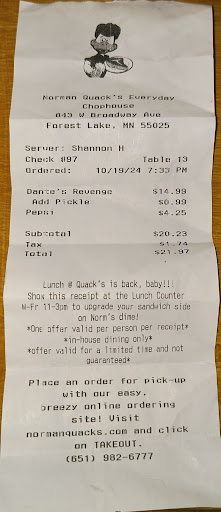 Norman Quack's Everyday
Chophouse
843 W Broadway Ave
Forest Lake, MN 55025
Server: Shannon H
Check #97 Table 13
Ordered: 10/19/24 7:33 PM
Dante's Revenge $14.99
Add Pickle $0.99
Pepsi $4.25
Subtotal $20.23
Tax $1.74
Total $21.97
Lunch @ Quack's is back, baby!!!
Show this receipt at the Lunch Counter
W-Fr 11-3pm to upgrade your sandwich side
on Norm's dime!
*One offer valid per person per receipt*
*in-house dining only*
*offer valid for a limited time and not
guaranteed*
Place an order for pick-up
with our easy,
breezy online ordering
site! Visit
normanquacks.com and click
on TAKEOUT.
(651) 982-6777